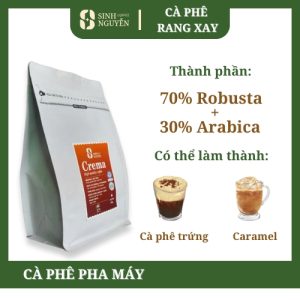 SINH
COFFEE
NGUYÊN
CÀ PHÊ
RANG XAY
Thành phần:
70% Robusta
+
30% Arabica
Có thể làm thành:
Crema
Cà phê trứng
Caramel
CÀ PHÊ PHA MÁY